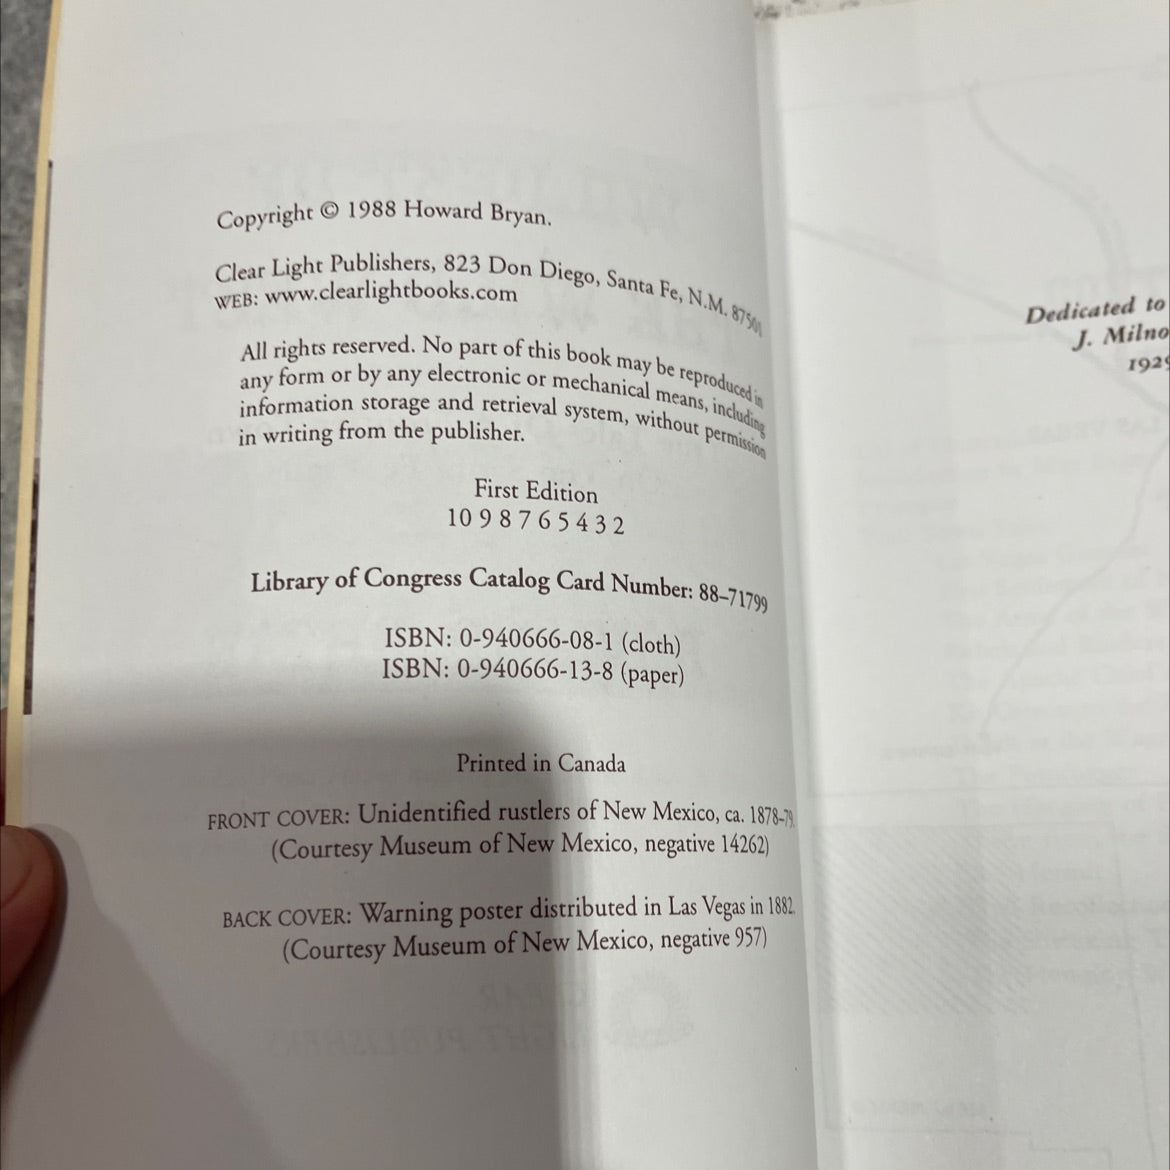 Copyright © 1988 Howard Bryan.
Clear Light Publishers, 823 Don Diego, Santa Fe, N.M. 87501
WEB: www.clearlightbooks.com
All rights reserved. No part of this book may be reproduced in
any form or by any electronic or mechanical means, including
information storage and retrieval system, without permission
in writing from the publisher.
First Edition
10 9 8 7 6 5 4 3 2
Library of Congress Catalog Card Number: 88-71799
ISBN: 0-940666-08-1 (cloth)
ISBN: 0-940666-13-8 (paper)
Printed in Canada
FRONT COVER: Unidentified rustlers of New Mexico, ca. 1878-79.
(Courtesy Museum of New Mexico, negative 14262)
BACK COVER: Warning poster distributed in Las Vegas in 1882.
(Courtesy Museum of New Mexico, negative 957)
Dedicated to
J. Milno
192